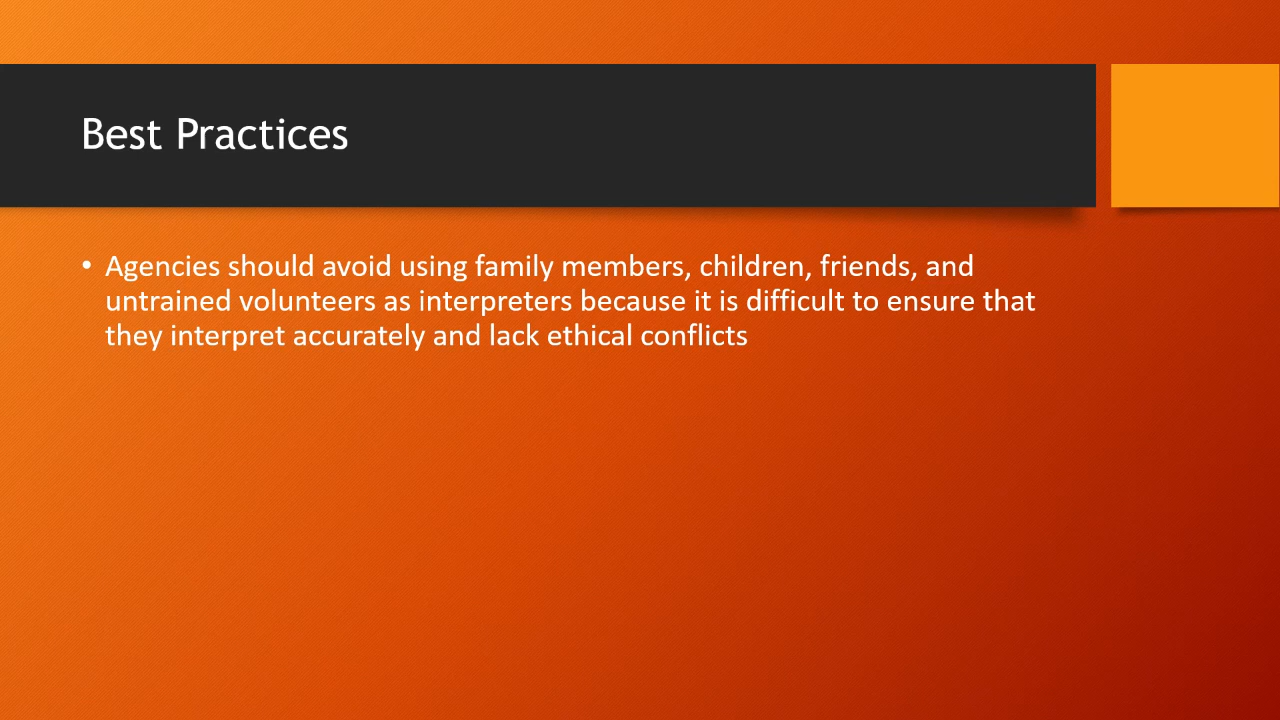 Best Practices
• Agencies should avoid using family members, children, friends, and
untrained volunteers as interpreters because it is difficult to ensure that
they interpret accurately and lack ethical conflicts